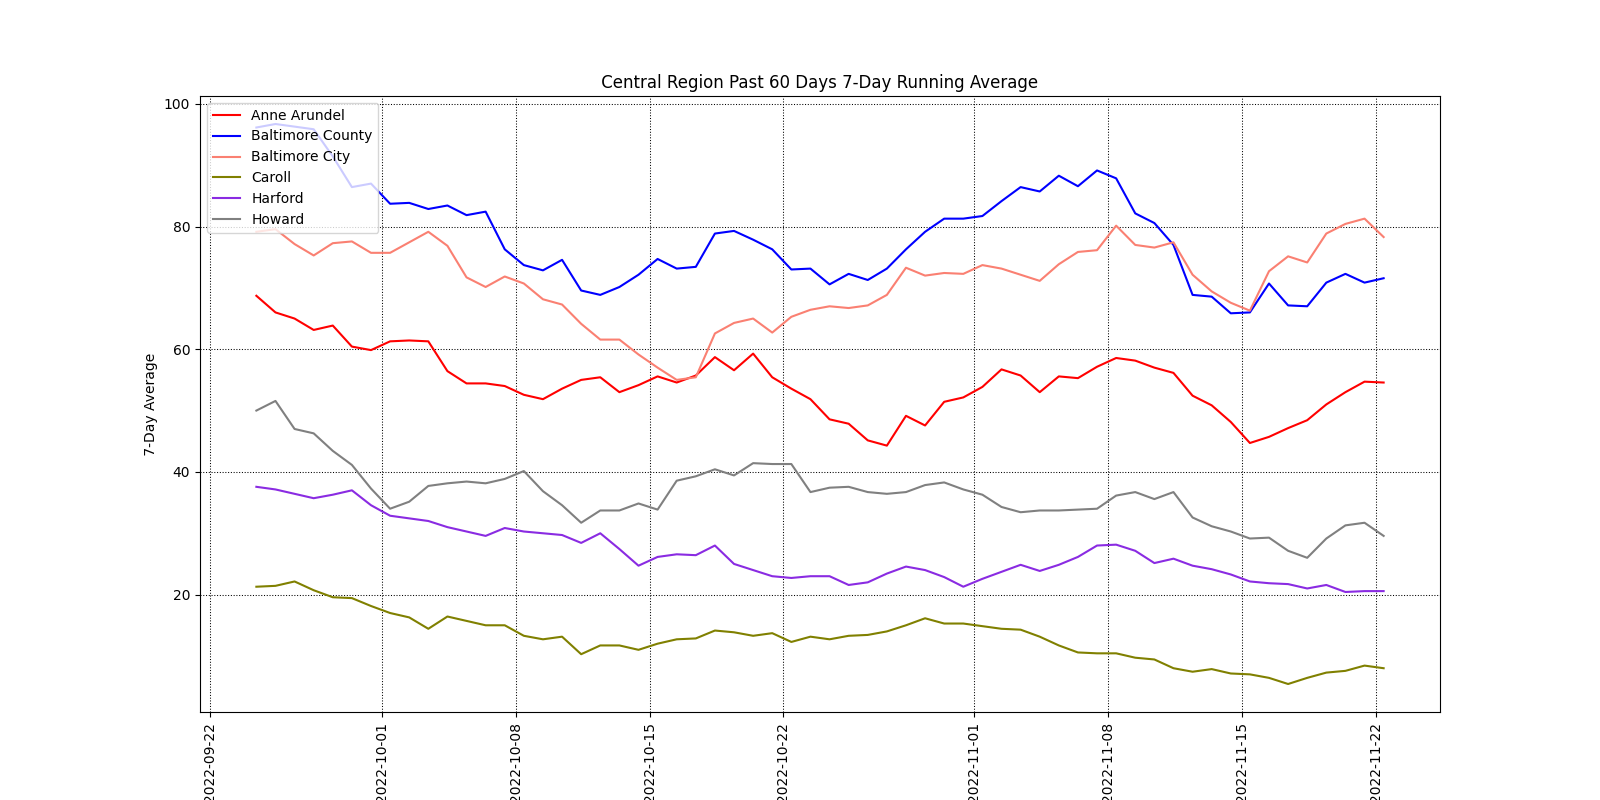 Central Region Past 60 Days 7-Day Running Average
100
80
60
40
20
7-Day Average
Anne Arundel
Baltimore County
Baltimore City
Caroll
Harford
Howard
2022-09-22
2022-10-01
2022-10-08
2022-10-15
2022-10-22
2022-11-01
2022-11-08
2022-11-15
2022-11-22